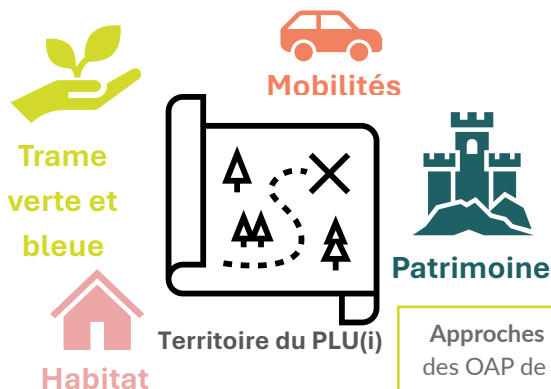 Mobilités
Trame
verte et
bleue
Patrimoine
Territoire du PLU(i)
Habitat
Approches
des OAP de